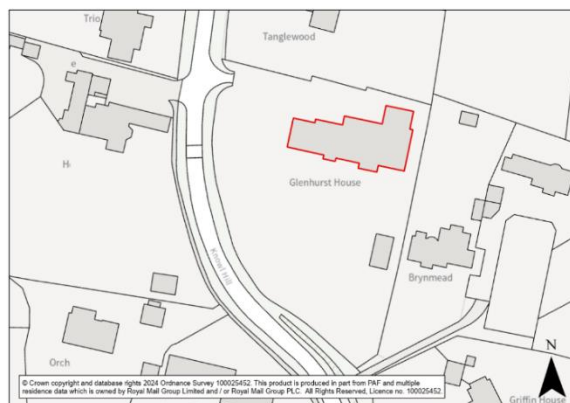 Trio
Tanglewood
e
H
Glenhurst House
Knowl Hill
Brynmead
Orch
N
© Crown copyright and database rights 2024 Ordnance Survey 100025452. This product is produced in part from PAF and multiple
residence data which is owned by Royal Mail Group Limited and / or Royal Mail Group PLC. All Rights Reserved, Licence no. 100025452.
Griffin House